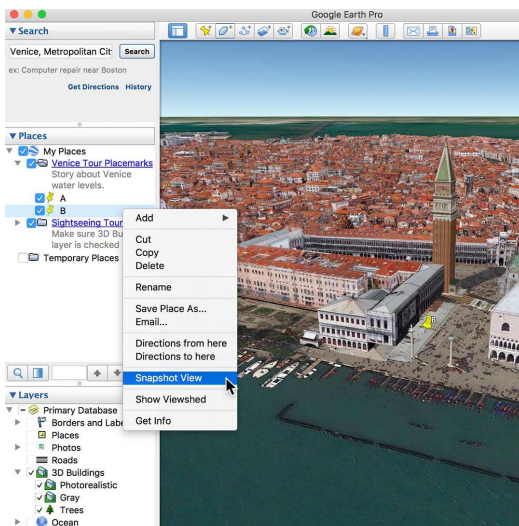 Google Earth Pro
▼ Search
Venice, Metropolitan Cit
Search
ex: Computer repair near Boston
Get Directions History
▼ Places
My Places
Venice Tour Placemarks
Story about Venice
water levels.
A
B
Sightseeing Tour
Make sure 3D Bu
layer is checked
Temporary Places
Add
Cut
Copy
Delete
Rename
Save Place As...
Email...
Directions from here
Directions to here
Snapshot View
Show Viewshed
Get Info
B
▼ Layers
Primary Database
Borders and Labe
Places
Photos
Roads
3D Buildings
Photorealistic
Gray
Trees
Ocean